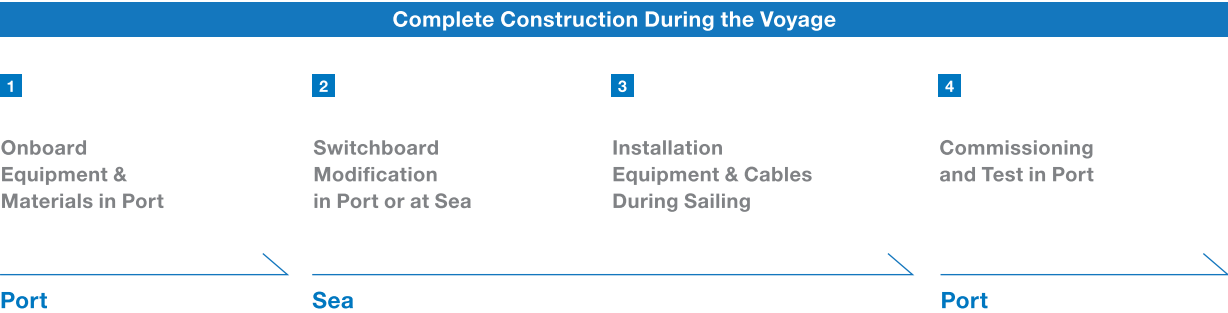 Complete Construction During the Voyage
1
Onboard
Equipment &
Materials in Port
2
Switchboard
Modification
in Port or at Sea
3
Installation
Equipment & Cables
During Sailing
4
Commissioning
and Test in Port
Port
Sea
Port